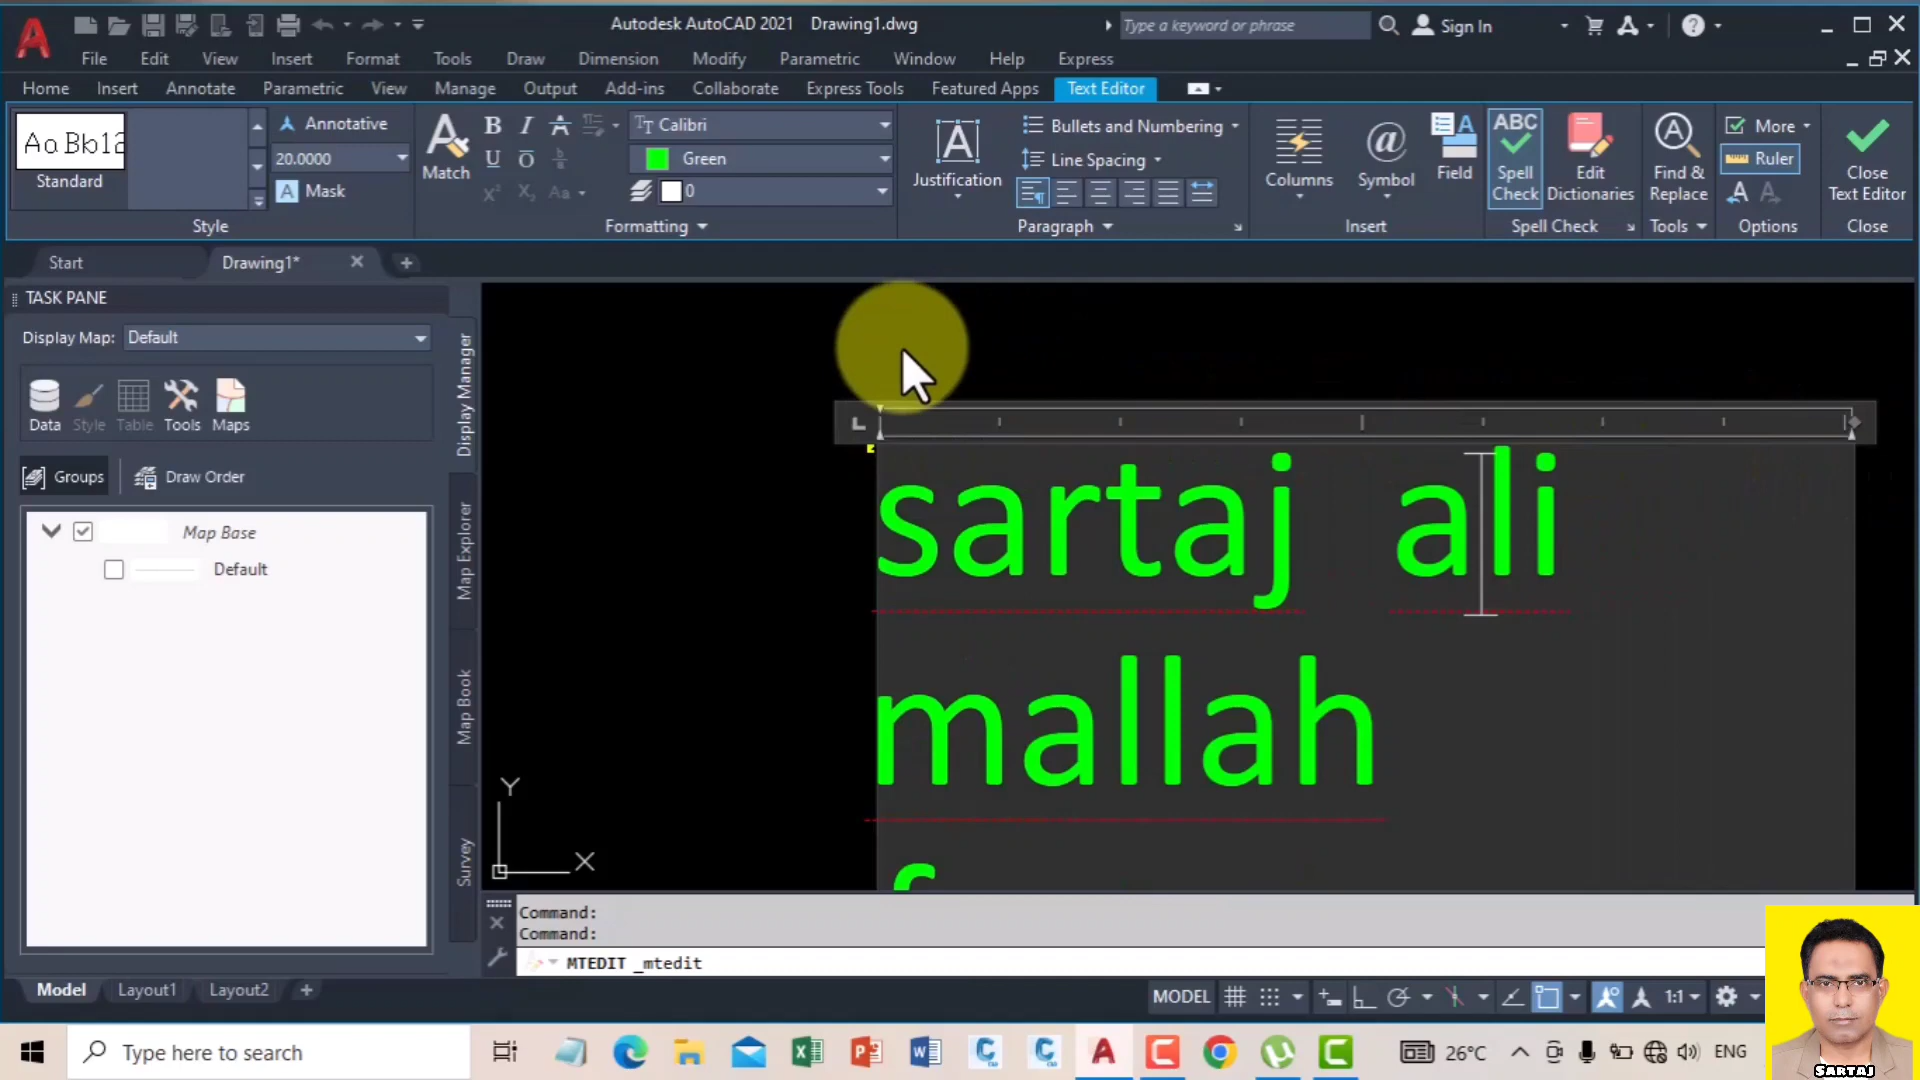 Autodesk AutoCAD 2021 Drawing1.dwg
Type a keyword or phrase
Sign In
File Edit View Insert Format Tools Draw Dimension Modify Parametric Window Help Express
Home Insert Annotate Parametric View Manage Output Add-ins Collaborate Express Tools Featured Apps Text Editor
Aa Bb12
Standard
Annotative
20.0000
Mask
Style
Match
B I A
U O
Calibri
Green
0
Formatting
Justification
Bullets and Numbering
Line Spacing
Paragraph
Columns
Symbol
Field
Insert
ABC
Spell Check
Edit Dictionaries
Spell Check
Find & Replace
Tools
More
Ruler
Options
Close Text Editor
Close
Start
Drawing1*
TASK PANE
Display Map: Default
Data Style Table Tools Maps
Groups Draw Order
Map Base
Default
Display Manager
Map Explorer
Map Book
Survey
sartaj ali
mallah
f
Y
X
Command:
Command:
MTEDIT _mtedit
Model Layout1 Layout2
MODEL
1:1
Type here to search
26°C
ENG
SARTAJ